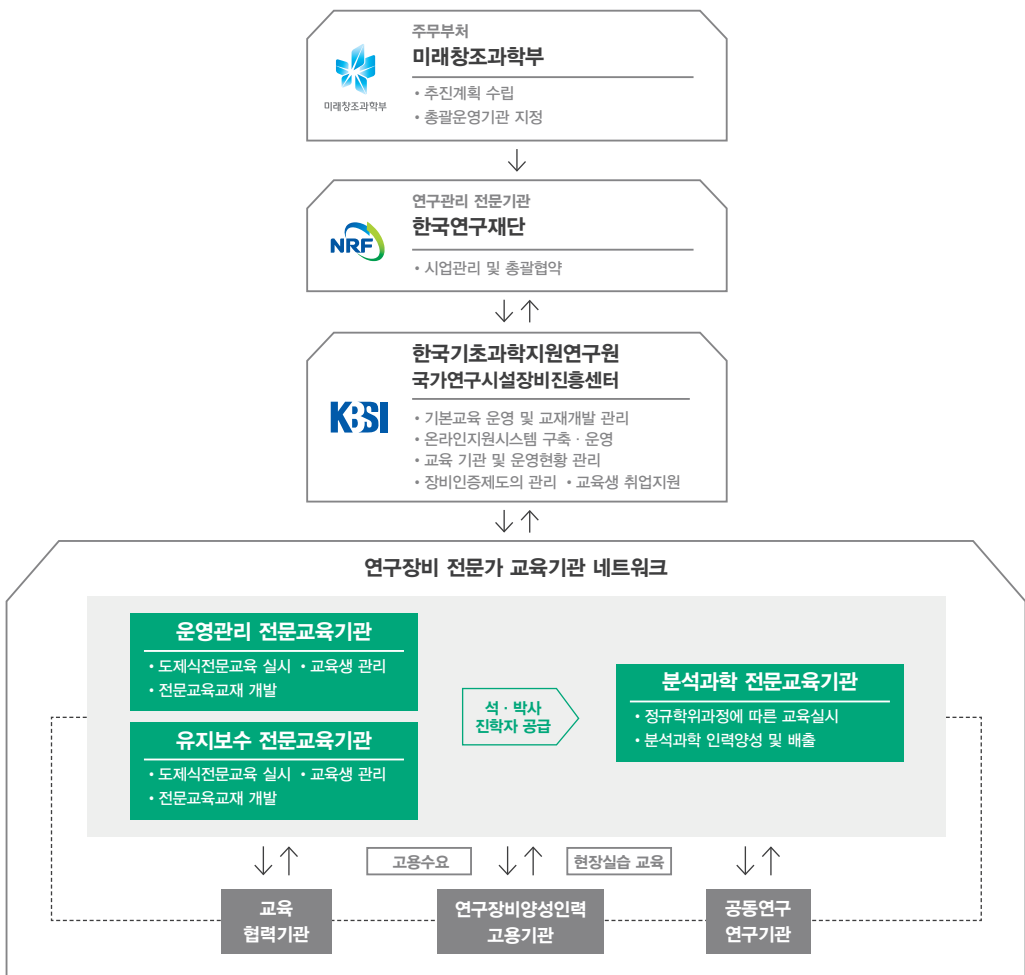 주무부처
미래창조과학부
미래창조과학부
• 추진계획 수립
• 총괄운영기관 지정
연구관리 전문기관
한국연구재단
NRF
• 시업관리 및 총괄협약
한국기초과학지원연구원
국가연구시설장비진흥센터
KBSI
• 기본교육 운영 및 교재개발 관리
• 온라인지원시스템 구축 · 운영
• 교육 기관 및 운영현황 관리
• 장비인증제도의 관리 • 교육생 취업지원
연구장비 전문가 교육기관 네트워크
운영관리 전문교육기관
• 도제식전문교육 실시 • 교육생 관리
• 전문교육교재 개발
유지보수 전문교육기관
• 도제식전문교육 실시 • 교육생 관리
• 전문교육교재 개발
석 · 박사
진학자 공급
분석과학 전문교육기관
• 정규학위과정에 따른 교육실시
• 분석과학 인력양성 및 배출
고용수요
현장실습 교육
교육
협력기관
연구장비양성인력
고용기관
공동연구
연구기관